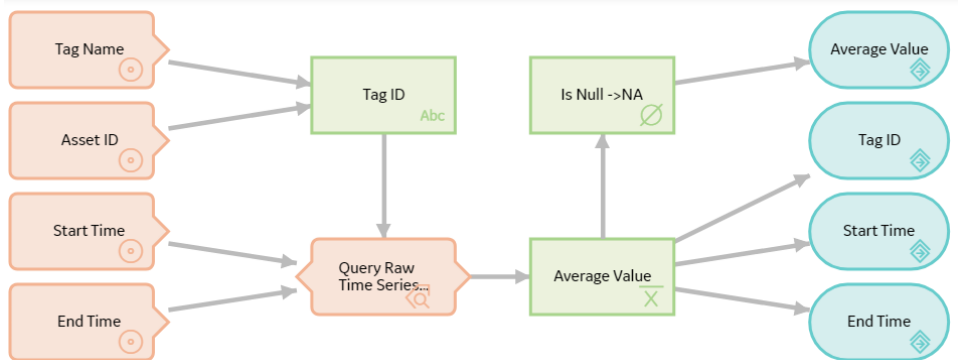 Tag Name
Asset ID
Start Time
End Time
Tag ID
Abc
Query Raw
Time Series...
Is Null ->NA
Average Value
X
Average Value
Tag ID
Start Time
End Time